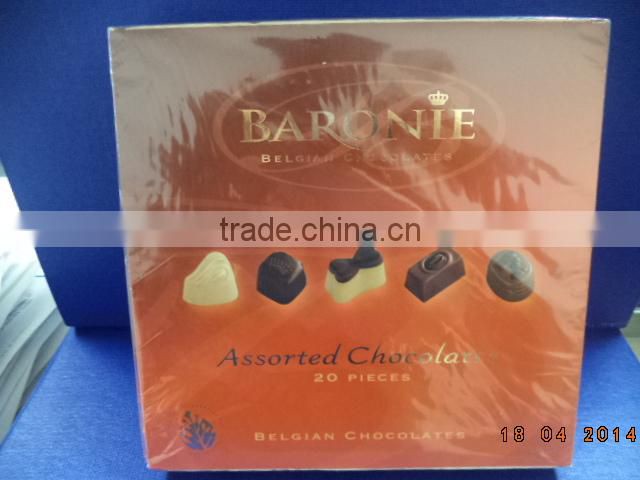 BARONIE
BELGIAN CHOCOLATES
trade.china.cn
Assorted Chocolates
20 PIECES
BELGIAN CHOCOLATES
18 04 2014